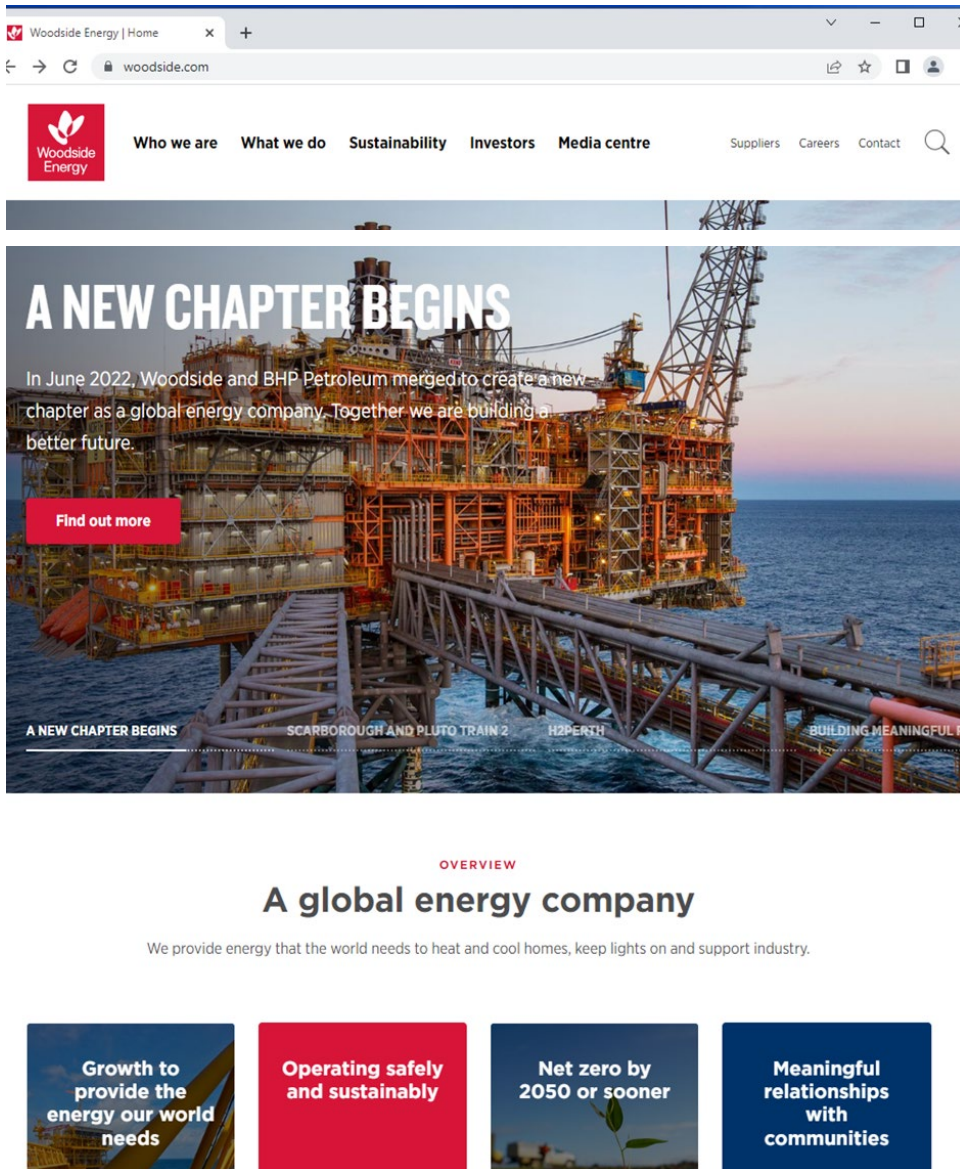 Woodside Energy | Home
woodside.com
Woodside
Energy
Who we are What we do Sustainability Investors Media centre Suppliers Careers Contact
A NEW CHAPTER BEGINS
In June 2022, Woodside and BHP Petroleum merged to create a new
chapter as a global energy company. Together we are building a
better future.
Find out more
A NEW CHAPTER BEGINS SCARBOROUGH AND PLUTO TRAIN 2 H2PERTH BUILDING MEANINGFUL
OVERVIEW
A global energy company
We provide energy that the world needs to heat and cool homes, keep lights on and support industry.
Growth to
provide the
energy our world
needs
Operating safely
and sustainably
Net zero by
2050 or sooner
Meaningful
relationships
with
communities